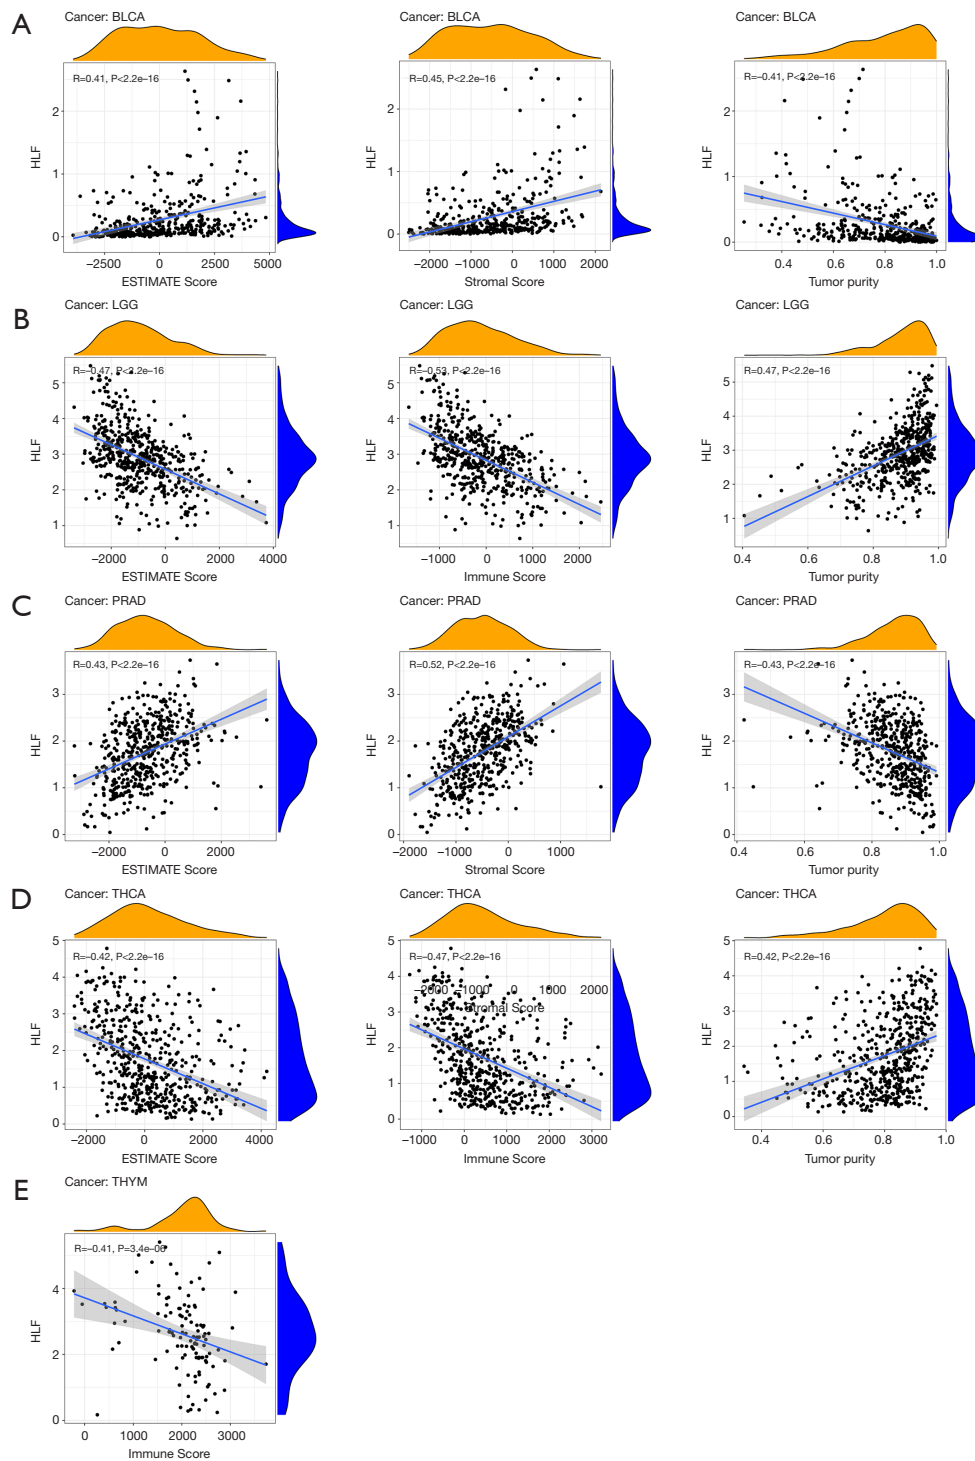 A
Cancer: BLCA
R=0.41, P<2.2e−16
HLF
2
1
0
−2500 0 2500 5000
ESTIMATE Score
Cancer: BLCA
R=0.45, P<2.2e−16
HLF
2
1
0
−2000 −1000 0 1000 2000
Stromal Score
Cancer: BLCA
R=−0.41, P<2.2e−16
HLF
2
1
0
0.4 0.6 0.8 1.0
Tumor purity
B
Cancer: LGG
R=−0.47, P<2.2e−16
HLF
5
4
3
2
1
−2000 0 2000 4000
ESTIMATE Score
Cancer: LGG
R=−0.53, P<2.2e−16
HLF
5
4
3
2
1
−1000 0 1000 2000
Immune Score
Cancer: LGG
R=0.47, P<2.2e−16
HLF
5
4
3
2
1
0.4 0.6 0.8 1.0
Tumor purity
C
Cancer: PRAD
R=0.43, P<2.2e−16
HLF
3
2
1
0
−2000 0 2000
ESTIMATE Score
Cancer: PRAD
R=0.52, P<2.2e−16
HLF
3
2
1
0
−2000 −1000 0 1000
Stromal Score
Cancer: PRAD
R=−0.43, P<2.2e−16
HLF
3
2
1
0
0.4 0.6 0.8 1.0
Tumor purity
D
Cancer: THCA
R=−0.42, P<2.2e−16
HLF
5
4
3
2
1
0
−2000 0 2000 4000
ESTIMATE Score
Cancer: THCA
R=−0.47, P<2.2e−16
−2000 −1000 0 1000 2000
Stromal Score
HLF
5
4
3
2
1
0
−1000 0 1000 2000 3000
Immune Score
Cancer: THCA
R=0.42, P<2.2e−16
HLF
5
4
3
2
1
0
0.4 0.6 0.8 1.0
Tumor purity
E
Cancer: THYM
R=−0.41, P=3.4e−06
HLF
4
2
0
0 1000 2000 3000
Immune Score